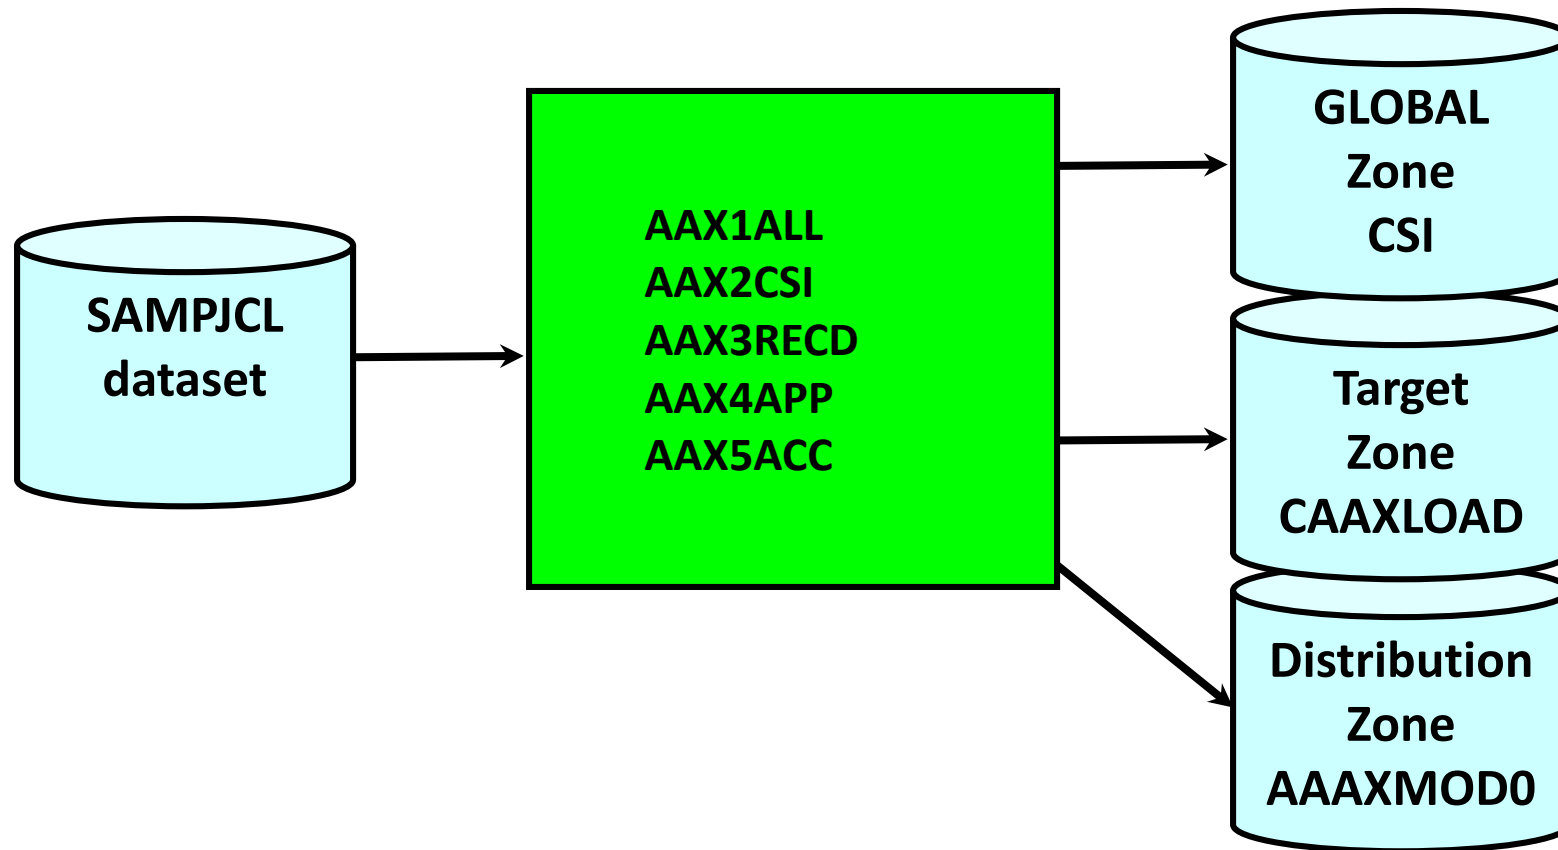 SAMPJCL
dataset
AAX1ALL
AAX2CSI
AAX3RECD
AAX4APP
AAX5ACC
GLOBAL
Zone
CSI
Target
Zone
CAAXLOAD
Distribution
Zone
AAAXMOD0